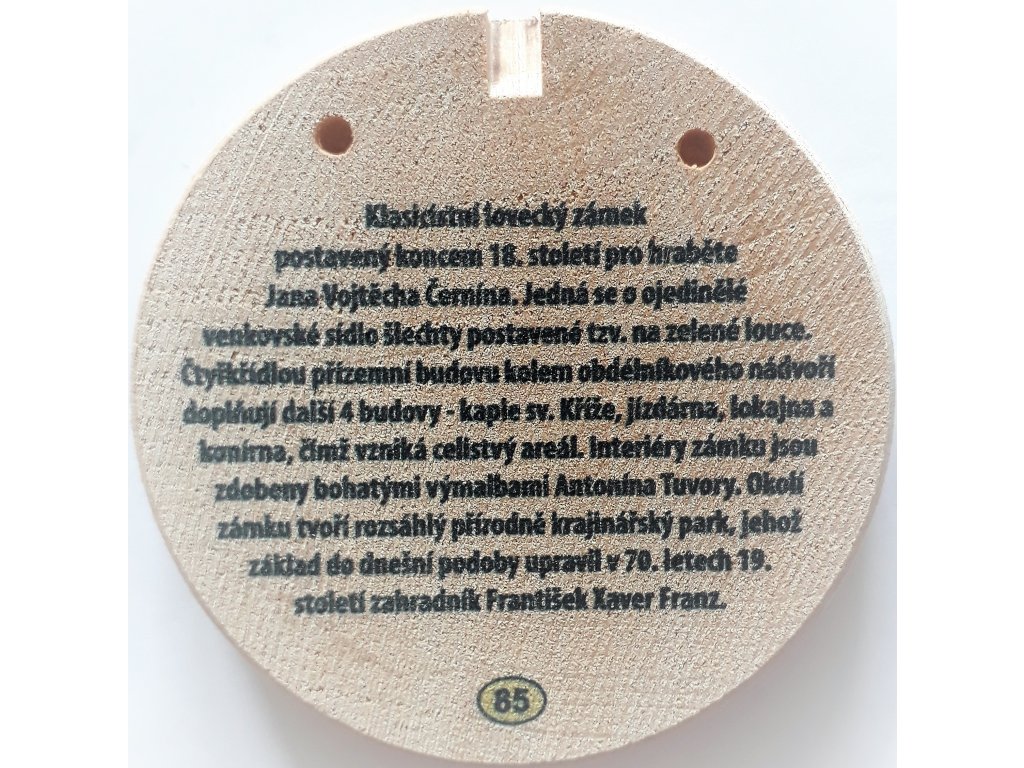 Klasicistní lovecký zámek
postavený koncem 18. století pro hraběte
Jana Vojtěcha Černína. Jedná se o ojedinělé
venkovské sídlo šlechty postavené tzv. na zelené louce.
Čtyřkřídlou přízemní budovu kolem obdélníkového nádvoří
doplňují další 4 budovy - kaple sv. Kříže, jízdárna, lokajna a
konírna, čímž vzniká celistvý areál. Interiéry zámku jsou
zdobeny bohatými výmalbami Antonína Tuvory. Okolí
zámku tvoří rozsáhlý přírodně krajinářský park, jehož
základ do dnešní podoby upravil v 70. letech 19.
století zahradník František Xaver Franz.
85